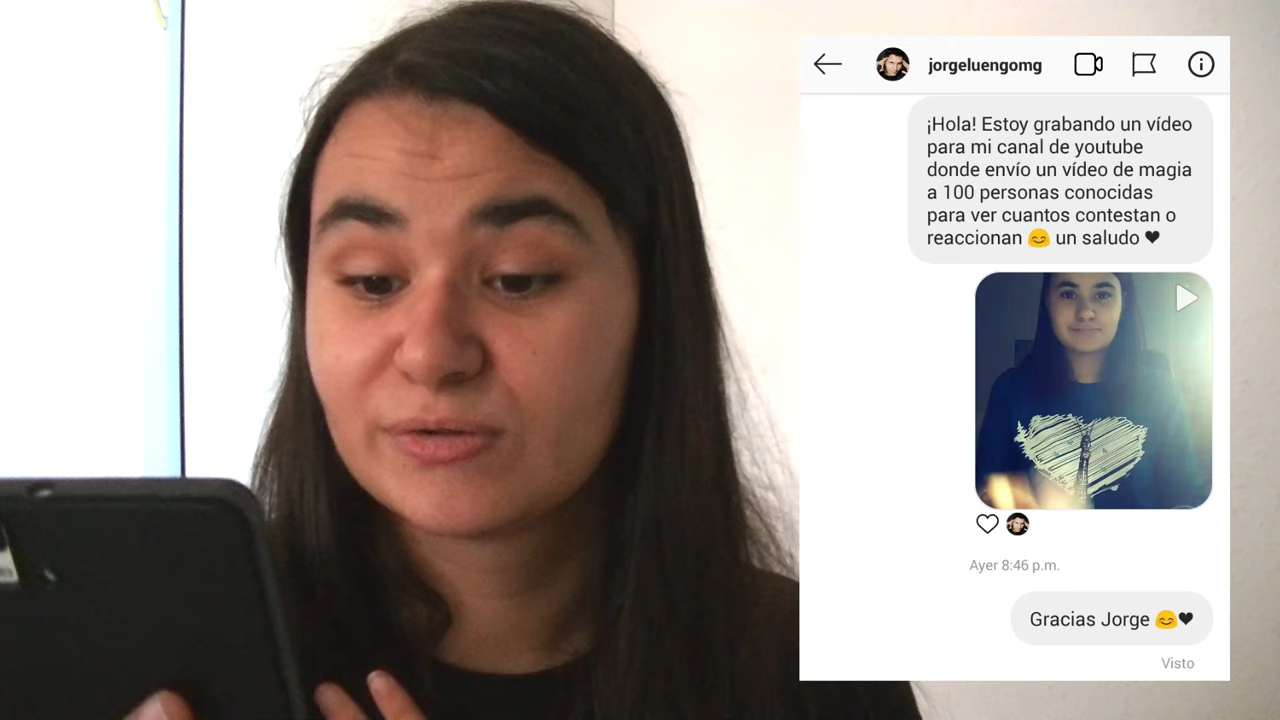 jorgeluengomg
¡Hola! Estoy grabando un vídeo
para mi canal de youtube
donde envío un vídeo de magia
a 100 personas conocidas
para ver cuantos contestan o
reaccionan 😊 un saludo ♥
Ayer 8:46 p.m.
Gracias Jorge 😊♥
Visto